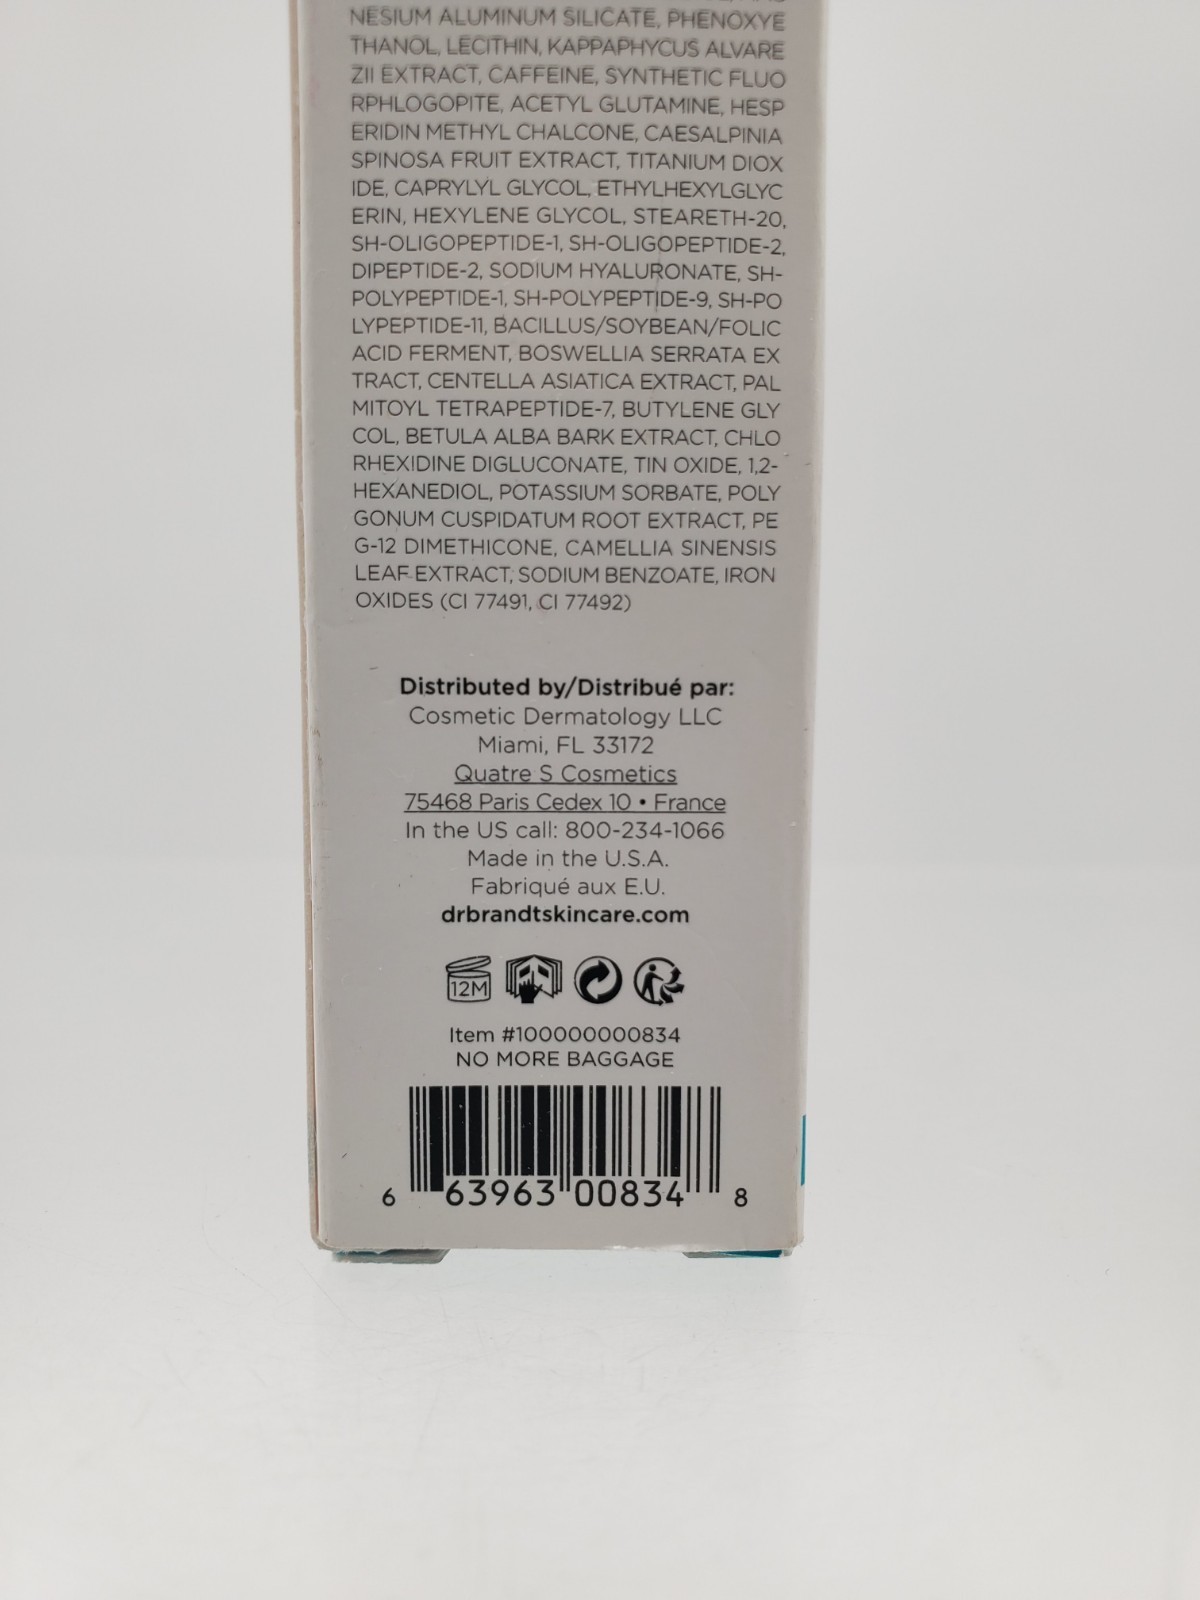 NESIUM ALUMINUM SILICATE, PHENOXYE
THANOL, LECITHIN, KAPPAPHYCUS ALVARE
ZII EXTRACT, CAFFEINE, SYNTHETIC FLUO
RPHLOGOPITE, ACETYL GLUTAMINE, HESP
ERIDIN METHYL CHALCONE, CAESALPINIA
SPINOSA FRUIT EXTRACT, TITANIUM DIOX
IDE, CAPRYLYL GLYCOL, ETHYLHEXYLGLYC
ERIN, HEXYLENE GLYCOL, STEARETH-20,
SH-OLIGOPEPTIDE-1, SH-OLIGOPEPTIDE-2,
DIPEPTIDE-2, SODIUM HYALURONATE, SH-
POLYPEPTIDE-1, SH-POLYPEPTIDE-9, SH-PO
LYPEPTIDE-11, BACILLUS/SOYBEAN/FOLIC
ACID FERMENT, BOSWELLIA SERRATA EX
TRACT, CENTELLA ASIATICA EXTRACT, PAL
MITOYL TETRAPEPTIDE-7, BUTYLENE GLY
COL, BETULA ALBA BARK EXTRACT, CHLO
RHEXIDINE DIGLUCONATE, TIN OXIDE, 1,2-
HEXANEDIOL, POTASSIUM SORBATE, POLY
GONUM CUSPIDATUM ROOT EXTRACT, PE
G-12 DIMETHICONE, CAMELLIA SINENSIS
LEAF EXTRACT, SODIUM BENZOATE, IRON
OXIDES (CI 77491, CI 77492)
Distributed by/Distribué par:
Cosmetic Dermatology LLC
Miami, FL 33172
Quatre S Cosmetics
75468 Paris Cedex 10 • France
In the US call: 800-234-1066
Made in the U.S.A.
Fabriqué aux E.U.
drbrandtskincare.com
12M
Item #100000000834
NO MORE BAGGAGE
6 63963 00834 8